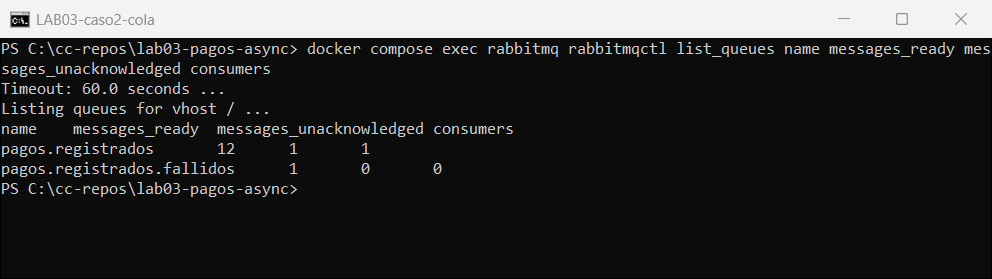 LAB03-caso2-cola
PS C:\cc-repos\lab03-pagos-async> docker compose exec rabbitmq rabbitmqctl list_queues name messages_ready mes
sages_unacknowledged consumers
Timeout: 60.0 seconds ...
Listing queues for vhost / ...
name messages_ready messages_unacknowledged consumers
pagos.registrados 12 1 1
pagos.registrados.fallidos 1 0 0
PS C:\cc-repos\lab03-pagos-async>